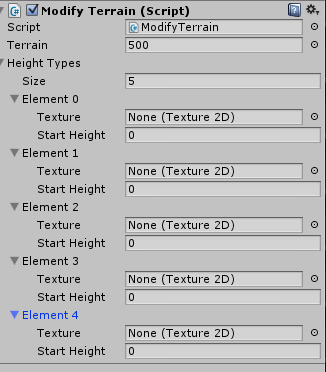 Modify Terrain (Script)
Script ModifyTerrain
Terrain 500
Height Types
Size 5
Element 0
Texture None (Texture 2D)
Start Height 0
Element 1
Texture None (Texture 2D)
Start Height 0
Element 2
Texture None (Texture 2D)
Start Height 0
Element 3
Texture None (Texture 2D)
Start Height 0
Element 4
Texture None (Texture 2D)
Start Height 0